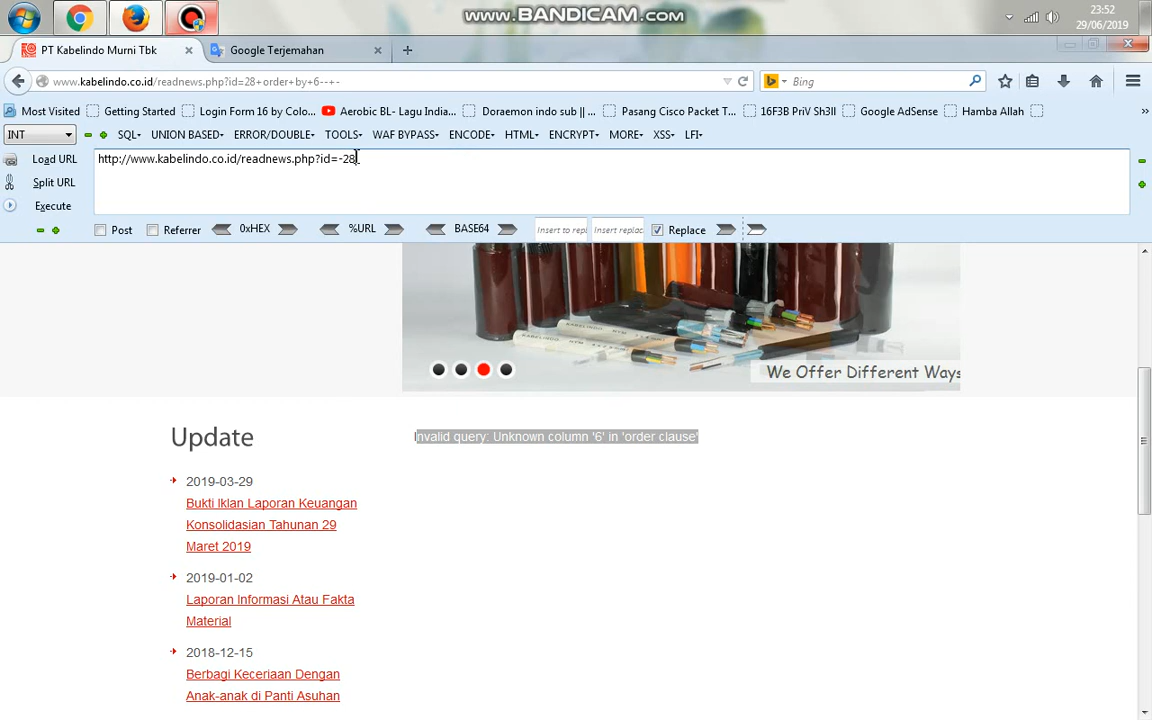 www.BANDICAM.com
23:52
29/06/2019
PT Kabelindo Murni Tbk
Google Terjemahan
www.kabelindo.co.id/readnews.php?id=28+order+by+6--+-
Bing
Most Visited
Getting Started
Login Form 16 by Colo...
Aerobic BL- Lagu India...
Doraemon indo sub || ...
Pasang Cisco Packet T...
16F3B PriV Sh3ll
Google AdSense
Hamba Allah
INT
SQL
UNION BASED
ERROR/DOUBLE
TOOLS
WAF BYPASS
ENCODE
HTML
ENCRYPT
MORE
XSS
LFI
Load URL
http://www.kabelindo.co.id/readnews.php?id=-28
Split URL
Execute
Post
Referrer
0xHEX
%URL
BASE64
Insert to repl
Insert replac
Replace
We Offer Different Ways
Update
Invalid query: Unknown column '6' in 'order clause'
2019-03-29
Bukti Iklan Laporan Keuangan
Konsolidasian Tahunan 29
Maret 2019
2019-01-02
Laporan Informasi Atau Fakta
Material
2018-12-15
Berbagi Keceriaan Dengan
Anak-anak di Panti Asuhan